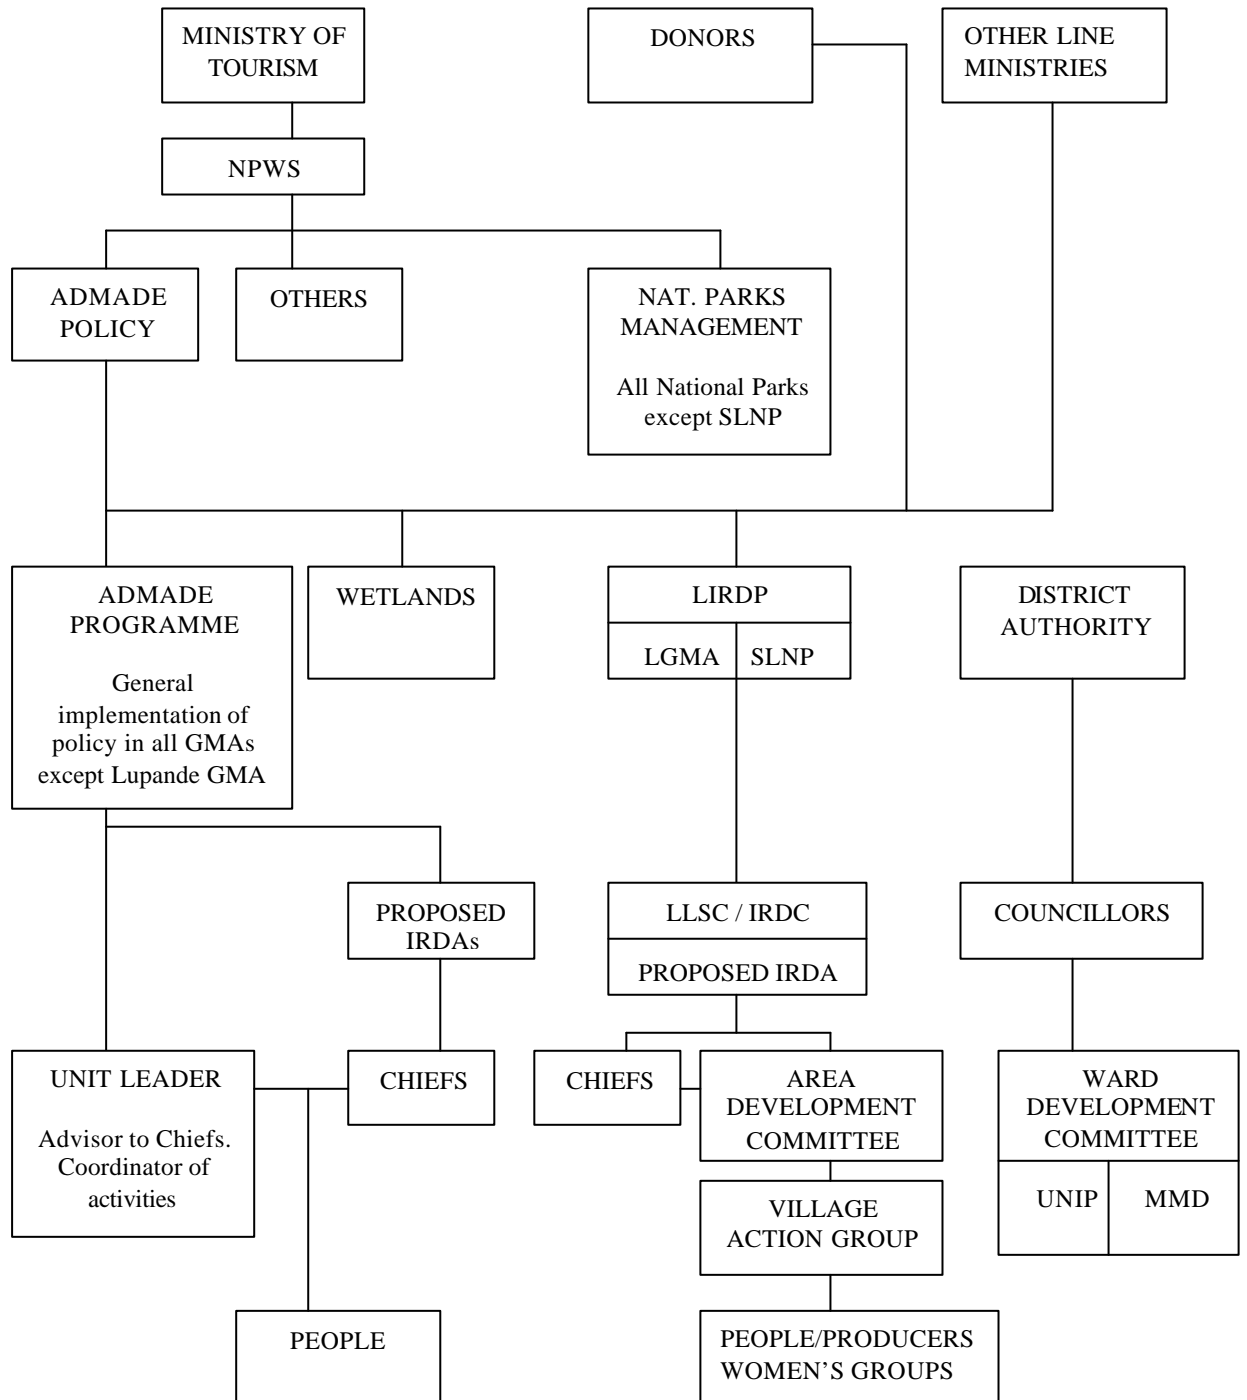 MINISTRY OF
TOURISM
DONORS
OTHER LINE
MINISTRIES
NPWS
ADMADE
POLICY
OTHERS
NAT. PARKS
MANAGEMENT
All National Parks
except SLNP
ADMADE
PROGRAMME
General
implementation of
policy in all GMAs
except Lupande GMA
WETLANDS
LIRDP
LGMA
SLNP
DISTRICT
AUTHORITY
PROPOSED
IRDAs
LLSC / IRDC
PROPOSED IRDA
COUNCILLORS
UNIT LEADER
Advisor to Chiefs.
Coordinator of
activities
CHIEFS
CHIEFS
AREA
DEVELOPMENT
COMMITTEE
WARD
DEVELOPMENT
COMMITTEE
UNIP
MMD
VILLAGE
ACTION GROUP
PEOPLE
PEOPLE/PRODUCERS
WOMEN'S GROUPS